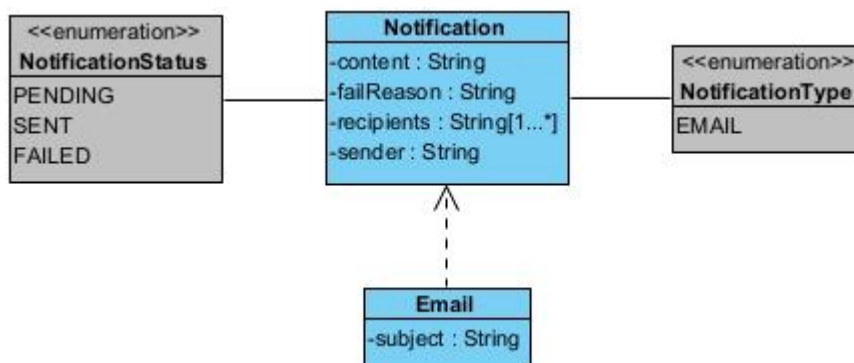 <<enumeration>>
NotificationStatus
PENDING
SENT
FAILED
Notification
-content : String
-failReason : String
-recipients : String[1...*]
-sender : String
<<enumeration>>
NotificationType
EMAIL
Email
-subject : String